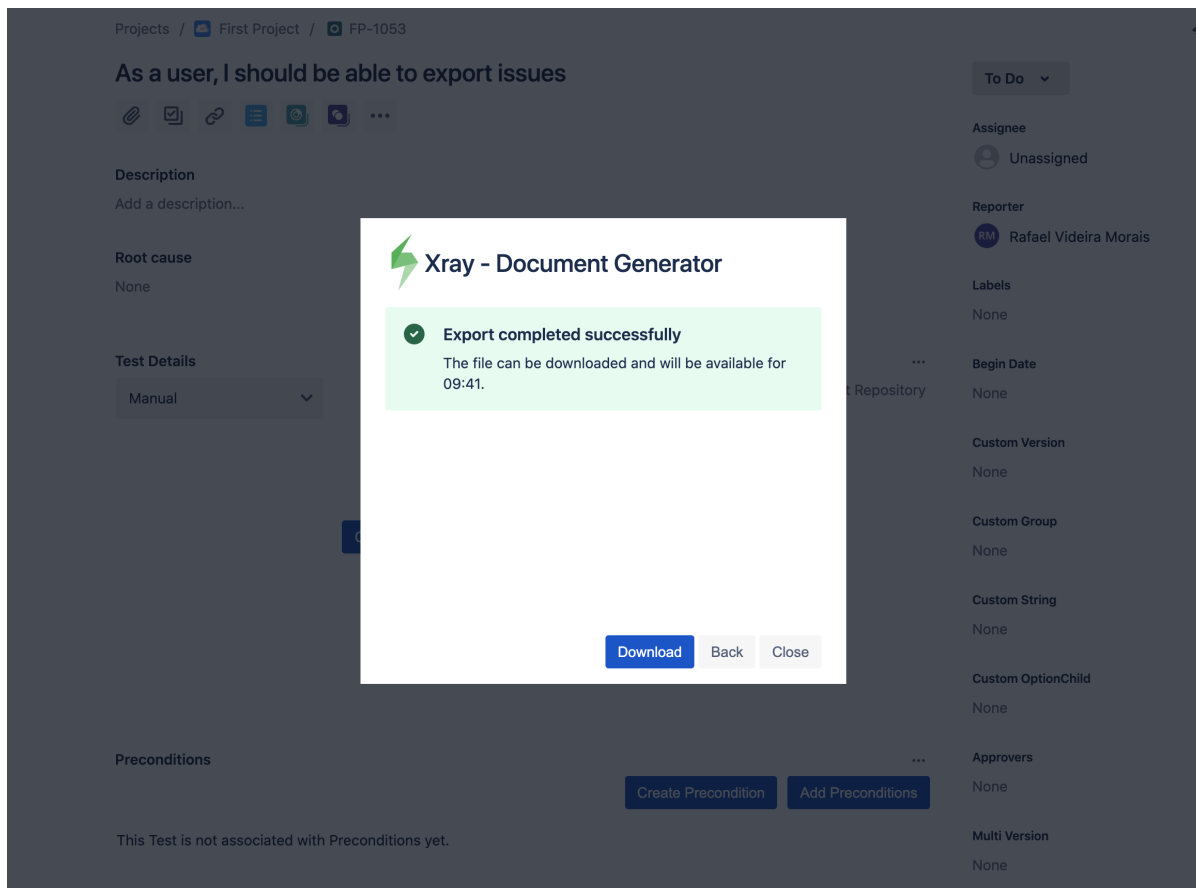 Projects / First Project / FP-1053
As a user, I should be able to export issues
Description
Add a description...
Root cause
None
Test Details
Manual
t Repository
Xray - Document Generator
Export completed successfully
The file can be downloaded and will be available for
09:41.
Download Back Close
Preconditions
Create Precondition Add Preconditions
This Test is not associated with Preconditions yet.
To Do
Assignee
Unassigned
Reporter
RM Rafael Videira Morais
Labels
None
Begin Date
None
Custom Version
None
Custom Group
None
Custom String
None
Custom OptionChild
None
Approvers
None
Multi Version
None